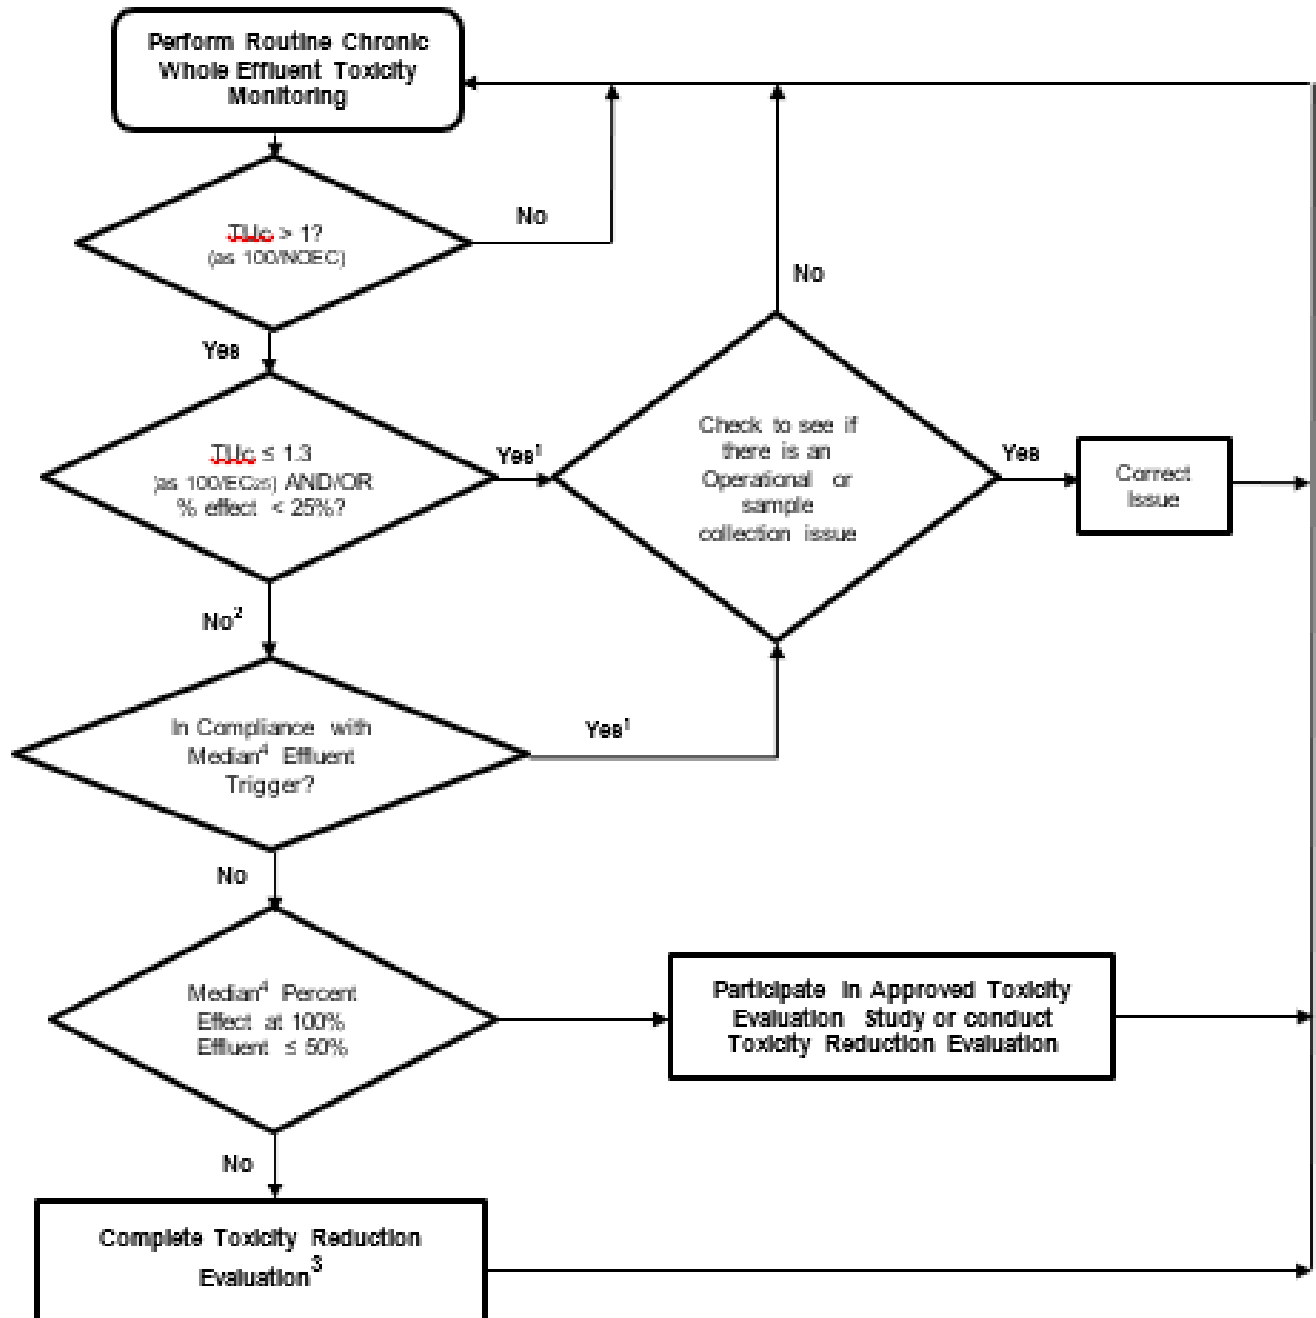 Perform Routine Chronic
Whole Effluent Toxicity
Monitoring
TUc > 1?
(as 100/NOEC)
No
Yes
TUc ≤ 1.3
(as 100/EC25) AND/OR
% effect < 25%?
Yes¹
No²
Check to see if
there is an
Operational or
sample
collection issue
No
Yes
Correct
Issue
In Compliance with
Median⁴ Effluent
Trigger?
Yes¹
No
Median⁴ Percent
Effect at 100%
Effluent ≤ 50%
Participate in Approved Toxicity
Evaluation Study or conduct
Toxicity Reduction Evaluation
No
Complete Toxicity Reduction
Evaluation³